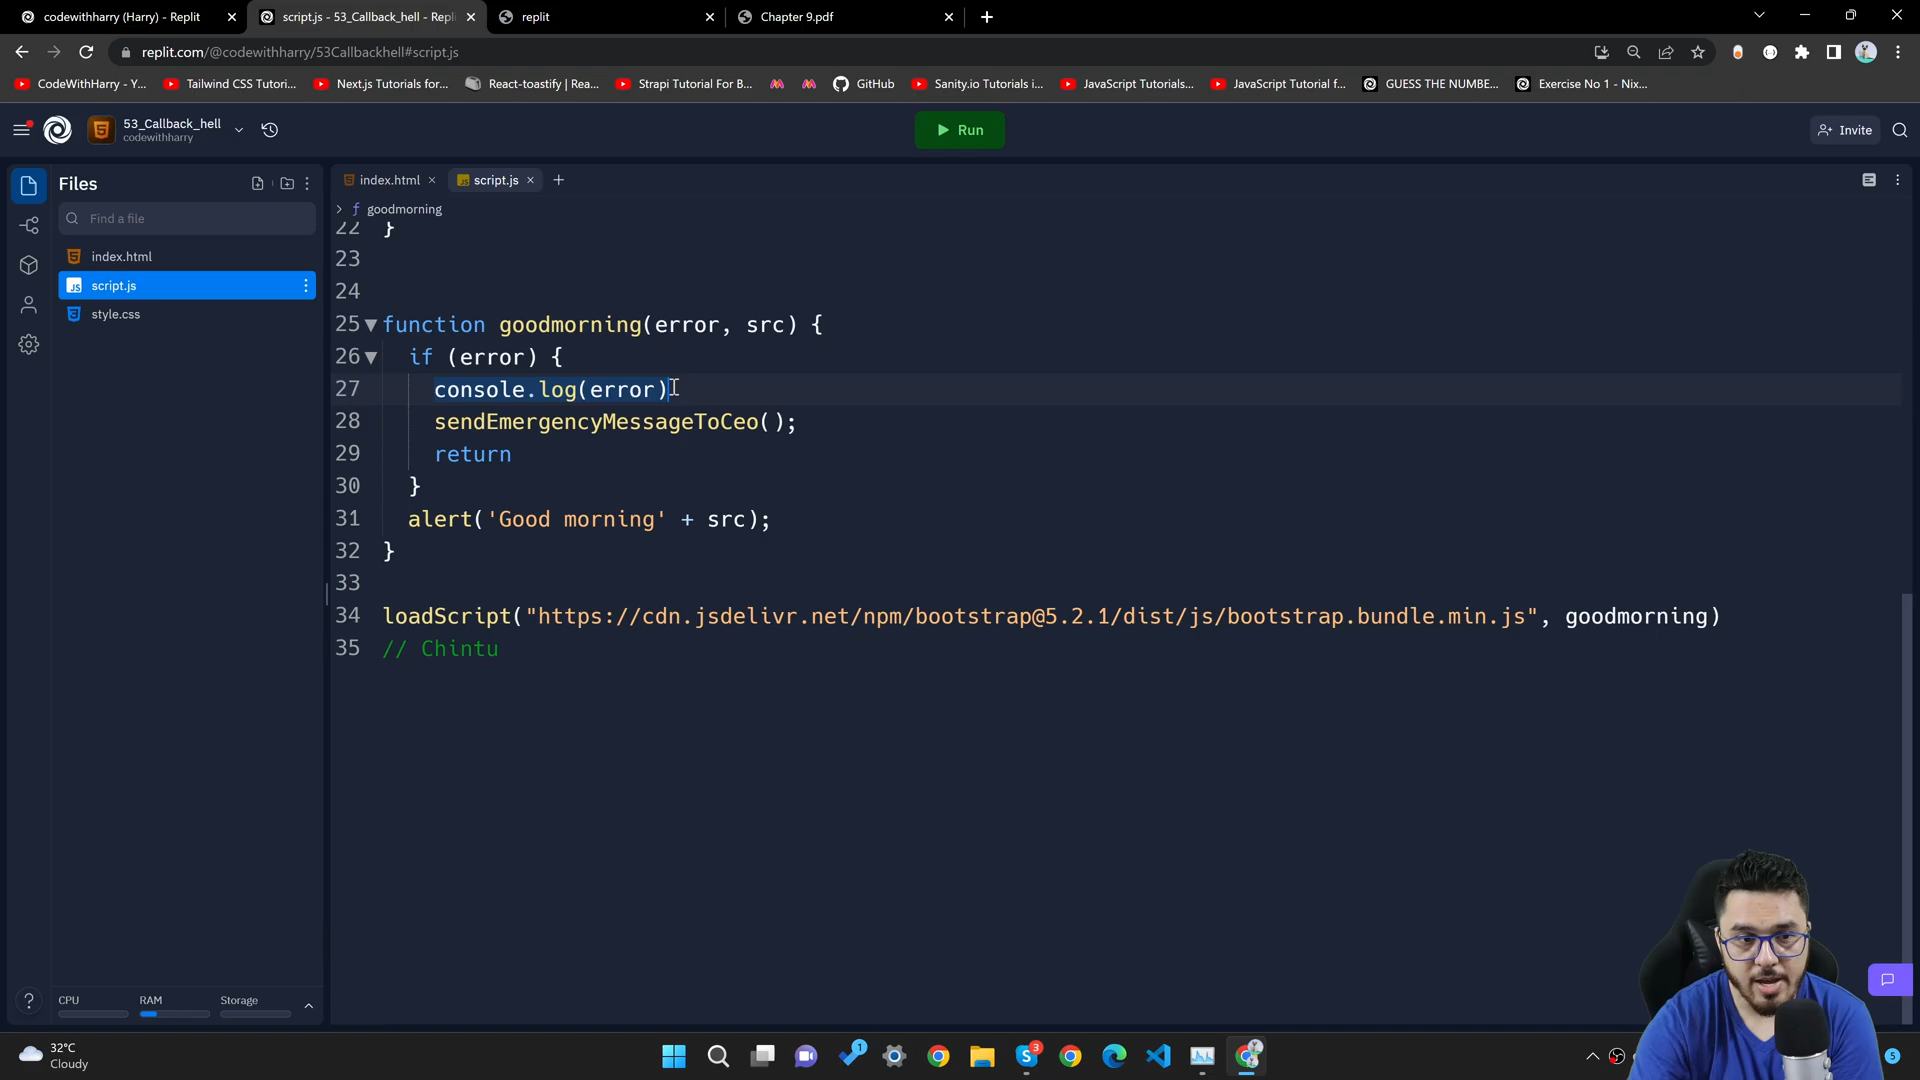 codewithharry (Harry) - Replit
script.js - 53_Callback_hell - Repli
replit
Chapter 9.pdf
replit.com/@codewithharry/53Callbackhell#script.js
CodeWithHarry - Y...
Tailwind CSS Tutori...
Next.js Tutorials for...
React-toastify | Rea...
Strapi Tutorial For B...
GitHub
Sanity.io Tutorials i...
JavaScript Tutorials...
JavaScript Tutorial f...
GUESS THE NUMBE...
Exercise No 1 - Nix...
53_Callback_hell
codewithharry
Run
Invite
Files
Find a file
index.html
script.js
style.css
index.html
script.js
goodmorning
22 }
23
24
25 function goodmorning(error, src) {
26 if (error) {
27 console.log(error)
28 sendEmergencyMessageToCeo();
29 return
30 }
31 alert('Good morning' + src);
32 }
33
34 loadScript("https://cdn.jsdelivr.net/npm/bootstrap@5.2.1/dist/js/bootstrap.bundle.min.js", goodmorning)
35 // Chintu
CPU
RAM
Storage
32°C
Cloudy
1
3
5